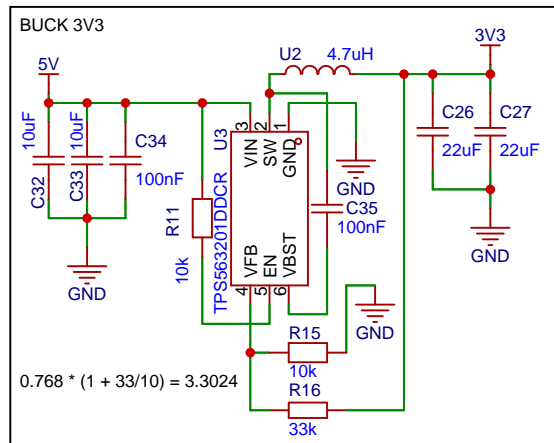 BUCK 3V3
3V3
U2
4.7uH
5V
10uF
10uF
C34
100nF
C32
C33
U3
3
2
1
VIN
SW
GND
TPS563201DDCR
VFB
EN
VBST
4
5
6
R11
10k
GND
C35
100nF
C26
22uF
C27
22uF
GND
GND
GND
R15
10k
R16
33k
0.768 * (1 + 33/10) = 3.3024